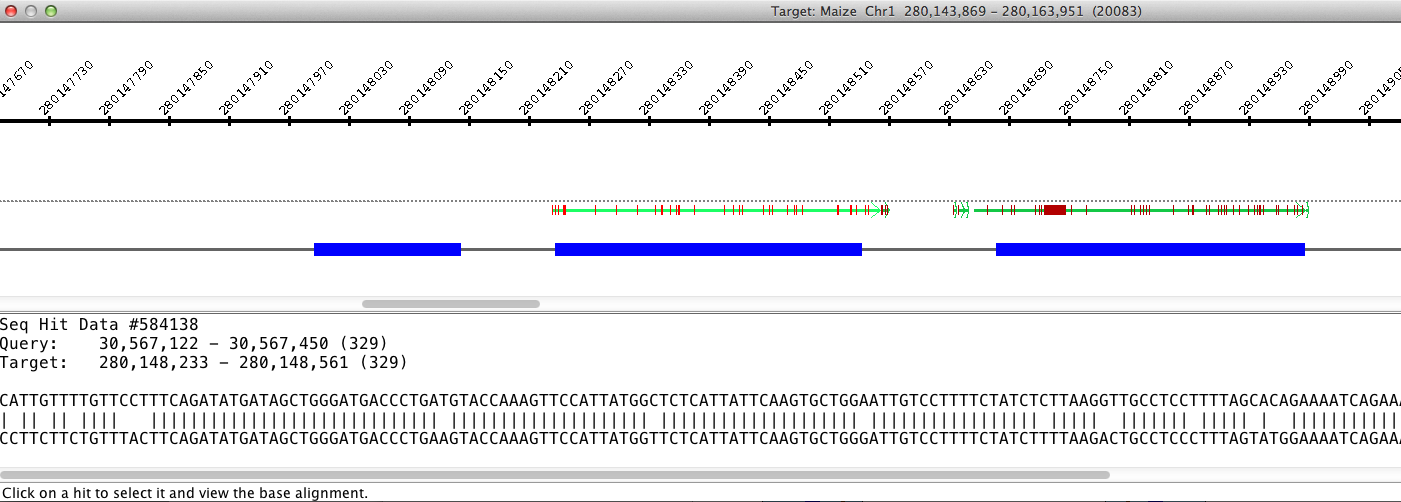 Target: Maize Chr1 280,143,869 – 280,163,951 (20083)
147670 280147730 280147790 280147850 280147910 280147970 280148030 280148090 280148150 280148210 280148270 280148330 280148390 280148450 280148510 280148570 280148630 280148690 280148750 280148810 280148870 280148930 280148990 2801490
Seq Hit Data #584138
Query: 30,567,122 – 30,567,450 (329)
Target: 280,148,233 – 280,148,561 (329)
CATTGTTTTGTTCCTTTCAGATATGATAGCTGGGATGACCCTGATGTACCAAAGTTCCATTATGGCTCTCATTATTCAAGTGCTGGAATTGTCCTTTTCTATCTCTTAAGGTTGCCTCCTTTTAGCACAGAAAATCAGAAA
CCTTCTTCTGTTTACTTCAGATATGATAGCTGGGATGACCCTGAAGTACCAAAGTTCCATTATGGTTCTCATTATTCAAGTGCTGGGATTGTCCTTTTCTATCTTTTAAGACTGCCTCCCTTTAGTATGGAAAATCAGAAA
Click on a hit to select it and view the base alignment.